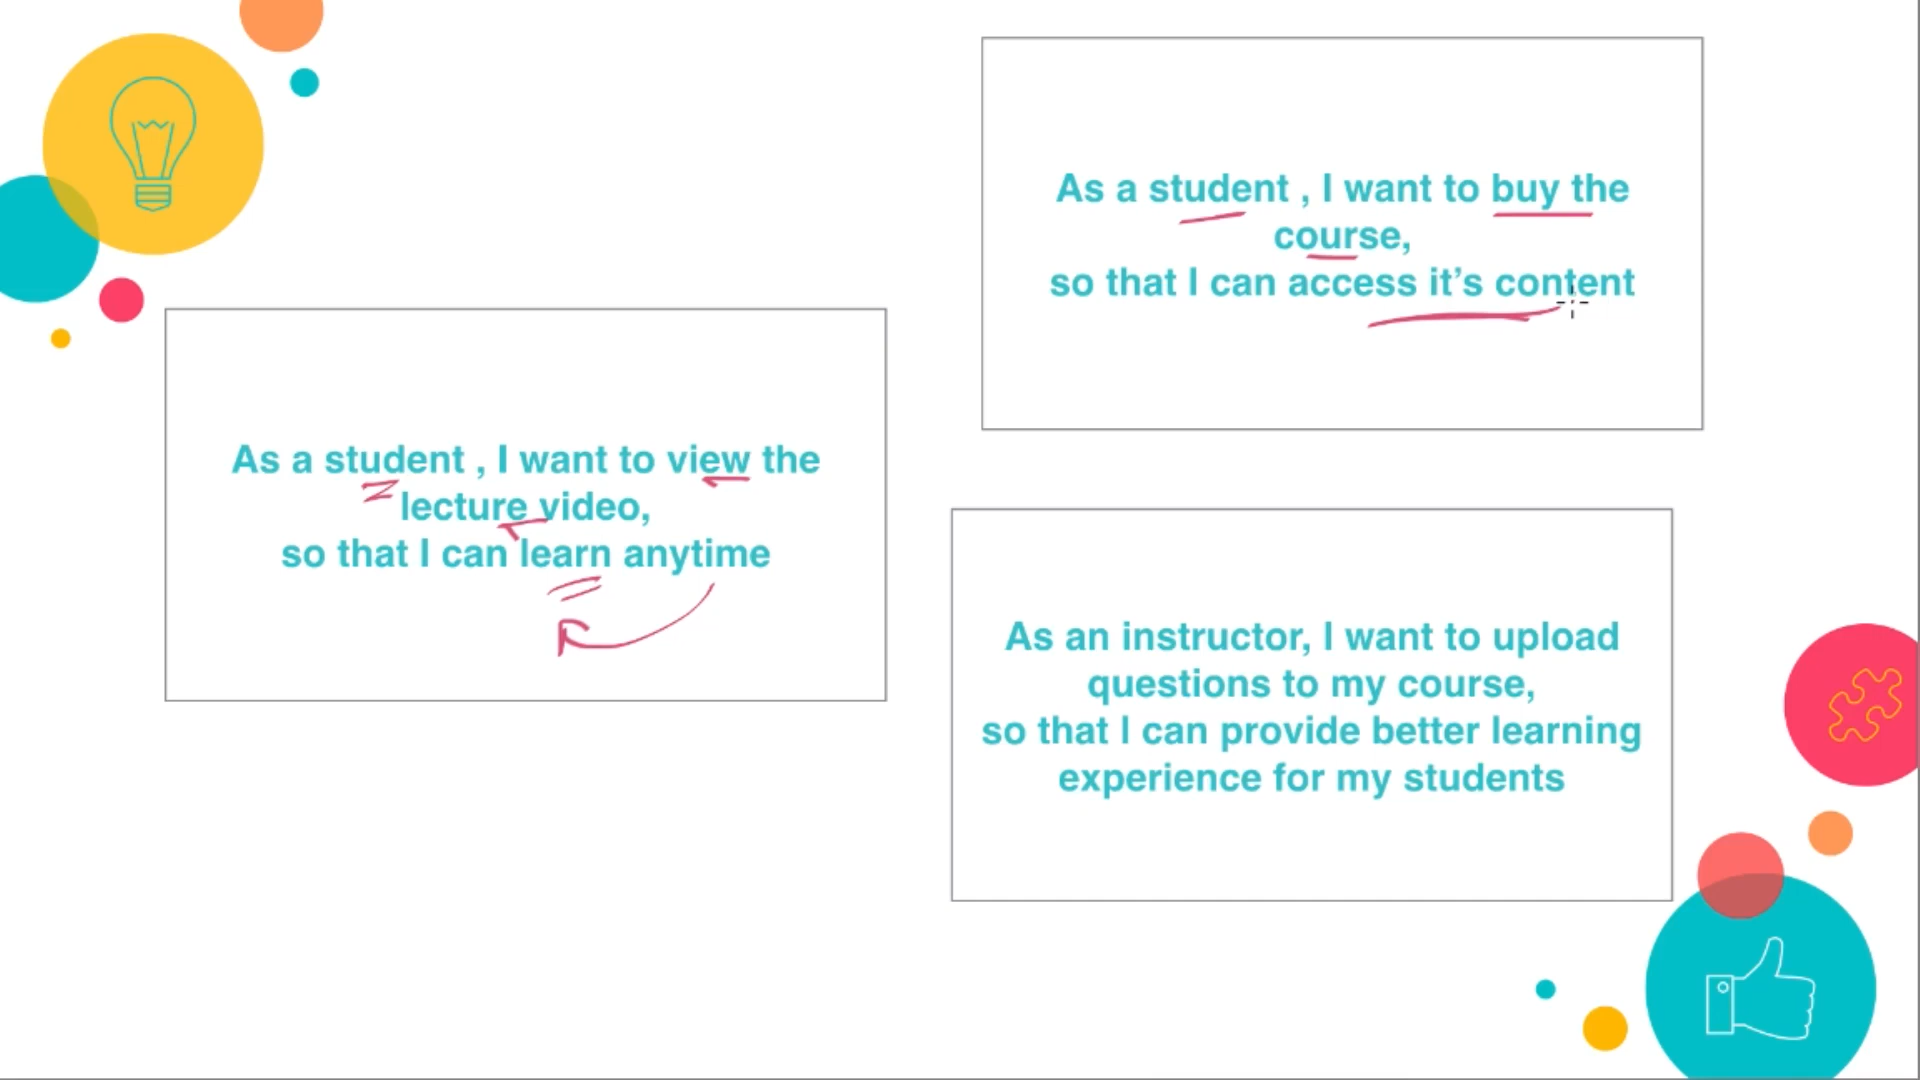 As a student , I want to view the
lecture video,
so that I can learn anytime
As a student , I want to buy the
course,
so that I can access it’s content
As an instructor, I want to upload
questions to my course,
so that I can provide better learning
experience for my students